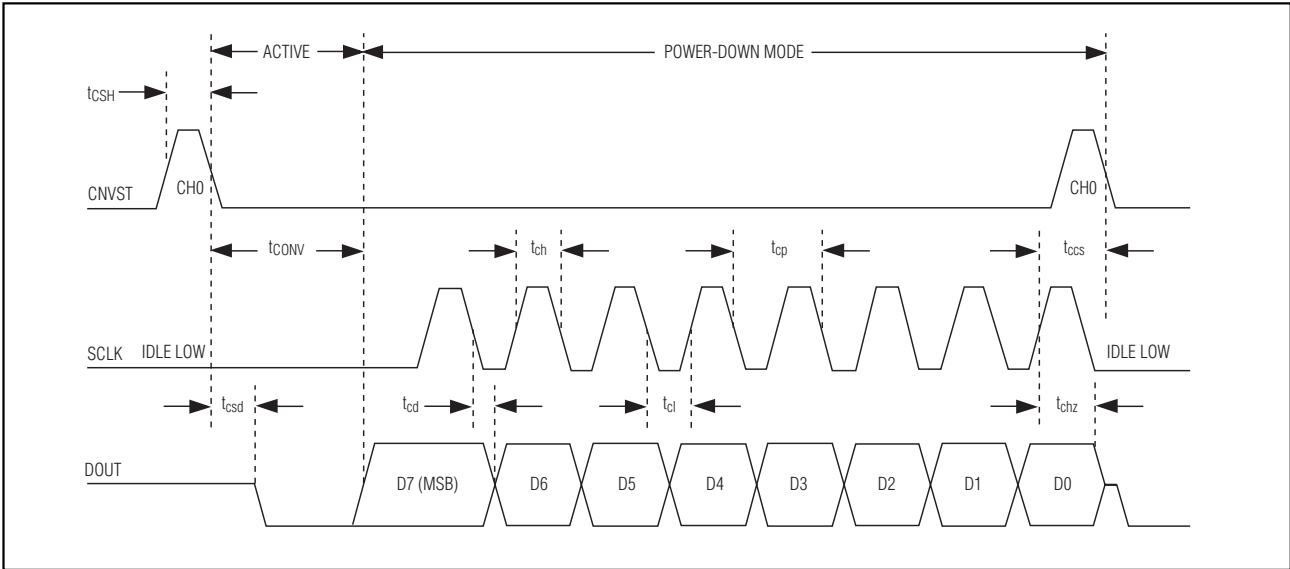 ACTIVE
POWER-DOWN MODE
tCSH
CNVST
CH0
CH0
tCONV
tch
tcp
tccs
SCLK
IDLE LOW
IDLE LOW
tcsd
tcd
tcl
tchz
DOUT
D7 (MSB)
D6
D5
D4
D3
D2
D1
D0